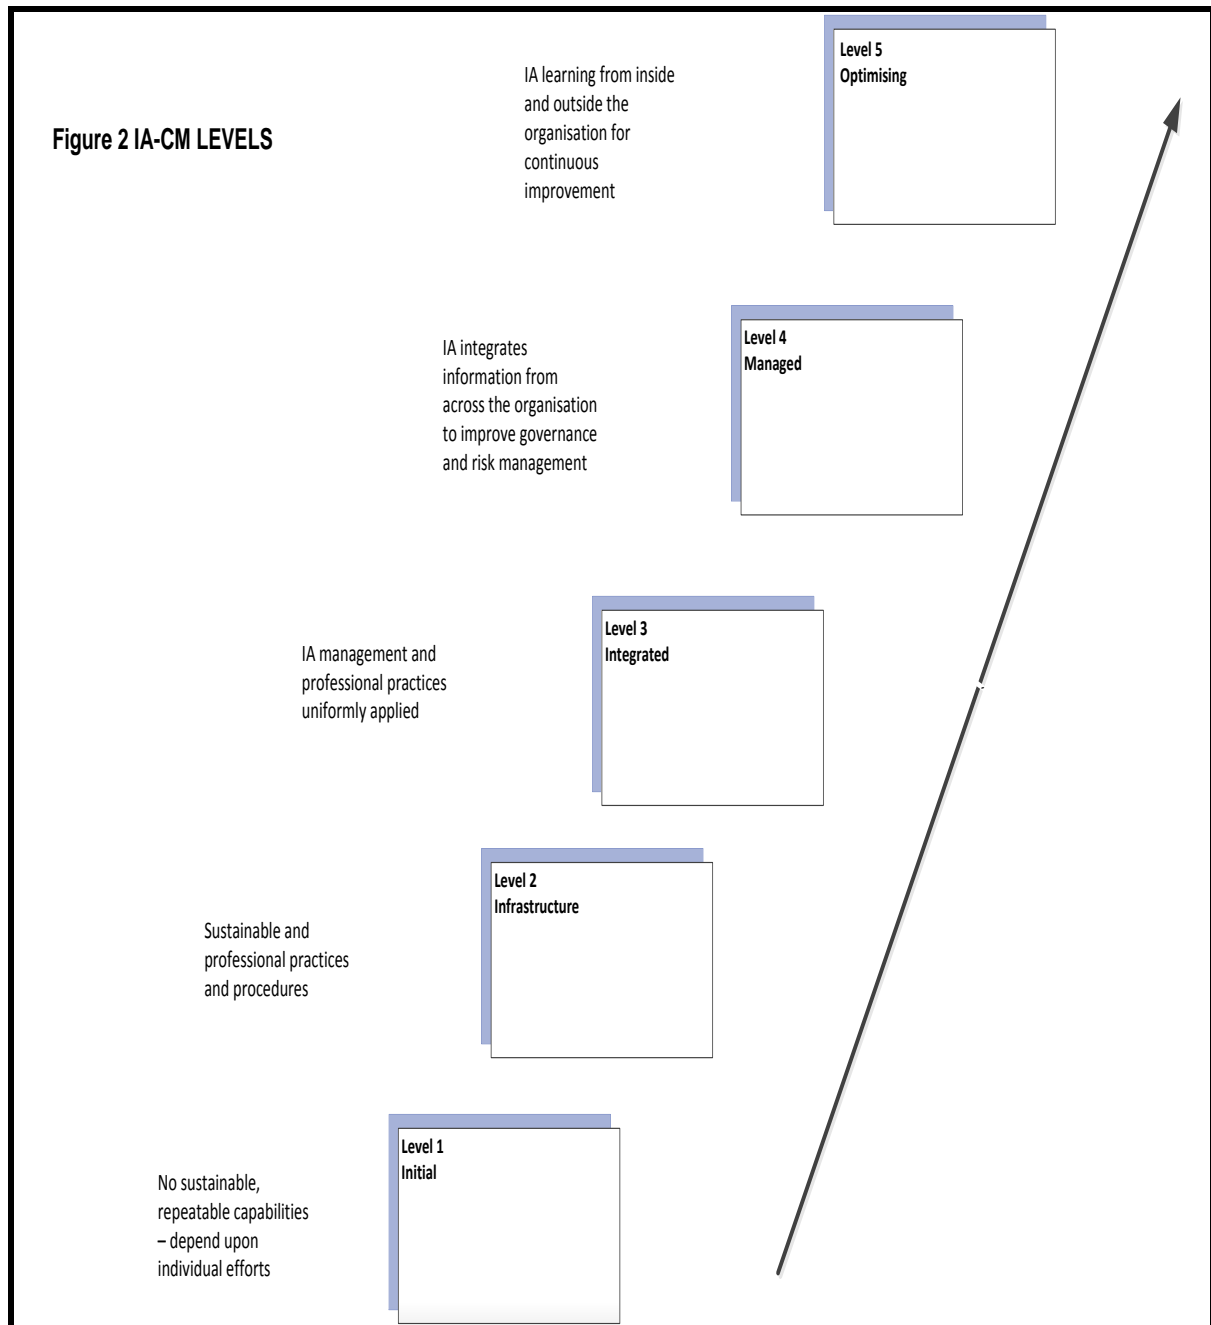 Figure 2 IA-CM LEVELS
IA learning from inside
and outside the
organisation for
continuous
improvement
Level 5
Optimising
IA integrates
information from
across the organisation
to improve governance
and risk management
Level 4
Managed
IA management and
professional practices
uniformly applied
Level 3
Integrated
Sustainable and
professional practices
and procedures
Level 2
Infrastructure
No sustainable,
repeatable capabilities
– depend upon
individual efforts
Level 1
Initial